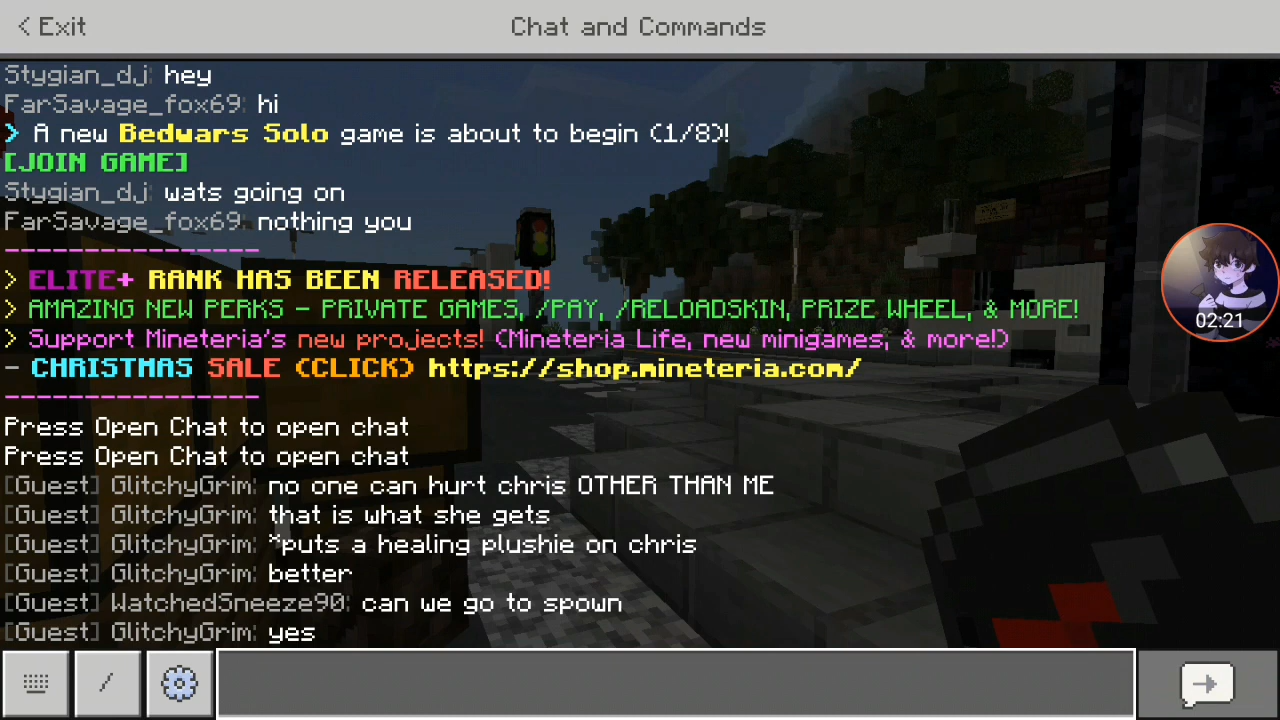 < Exit
Chat and Commands
Stygian_dj: hey
FarSavage_fox69: hi
> A new Bedwars Solo game is about to begin (1/8)!
[JOIN GAME]
Stygian_dj: wats going on
FarSavage_fox69: nothing you
----------------
> ELITE+ RANK HAS BEEN RELEASED!
> AMAZING NEW PERKS - PRIVATE GAMES, /PAY, /RELOADSKIN, PRIZE WHEEL, & MORE!
> Support Mineteria's new projects! (Mineteria Life, new minigames, & more!)
- CHRISTMAS SALE (CLICK) https://shop.mineteria.com/
----------------
Press Open Chat to open chat
Press Open Chat to open chat
[Guest] GlitchyGrim: no one can hurt chris OTHER THAN ME
[Guest] GlitchyGrim: that is what she gets
[Guest] GlitchyGrim: *puts a healing plushie on chris
[Guest] GlitchyGrim: better
[Guest] WatchedSneeze90: can we go to spown
[Guest] GlitchyGrim: yes
02:21
/